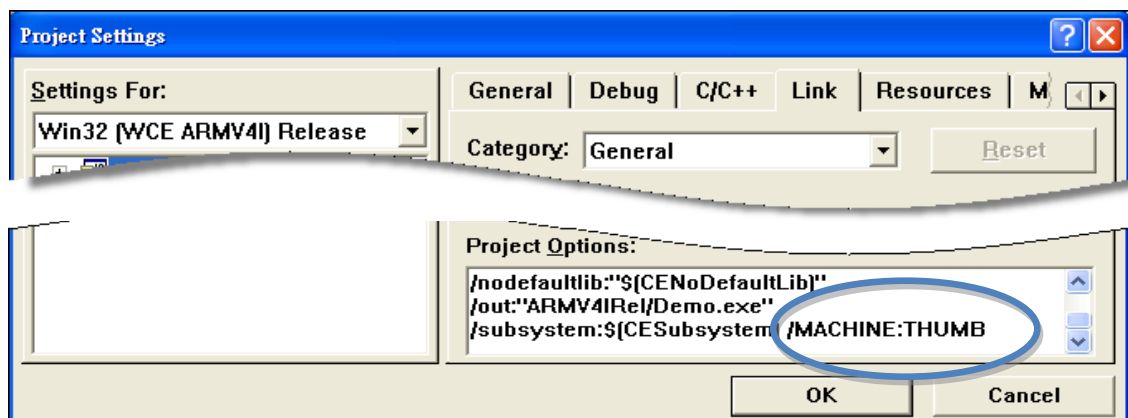 Project Settings
Settings For:
Win32 (WCE ARMV4I) Release
General Debug C/C++ Link Resources M
Category: General
Reset
Project Options:
/nodefaultlib:"$(CENoDefaultLib)"
/out:"ARMV4IRel/Demo.exe"
/subsystem:$(CESubsystem) /MACHINE:THUMB
OK Cancel